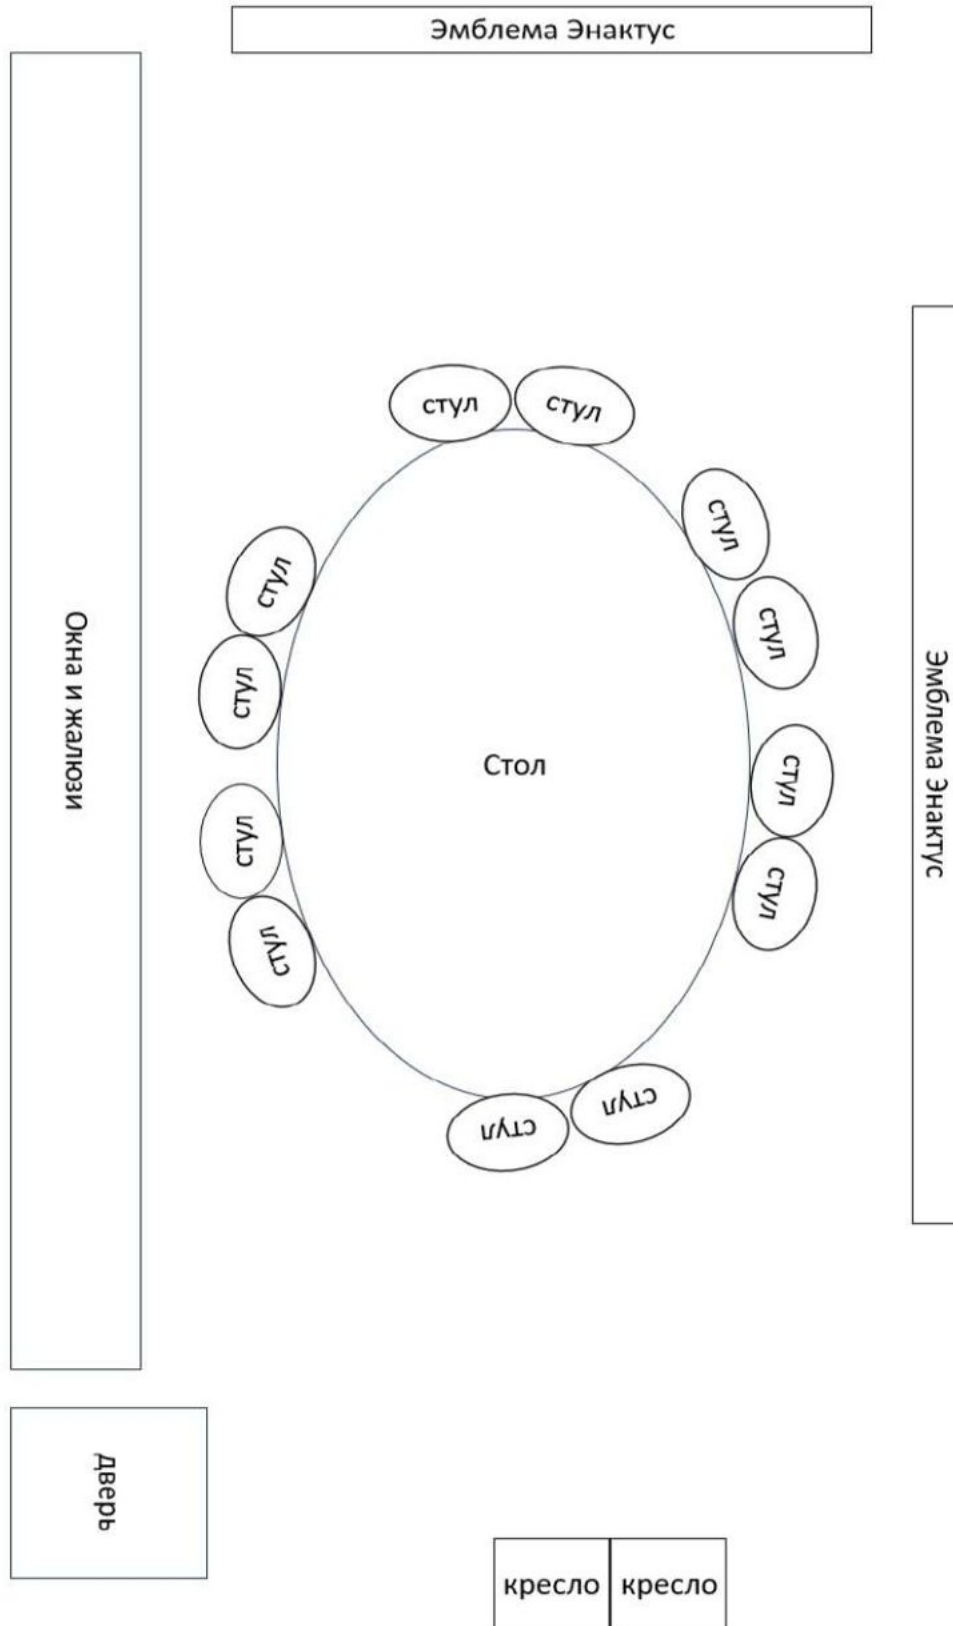 Эмблема Энактус
стул
стул
стул
стул
стул
стул
Окна и жалюзи
Стол
стул
Эмблема Энактус
стул
стул
стул
стул
стул
дверь
кресло
кресло